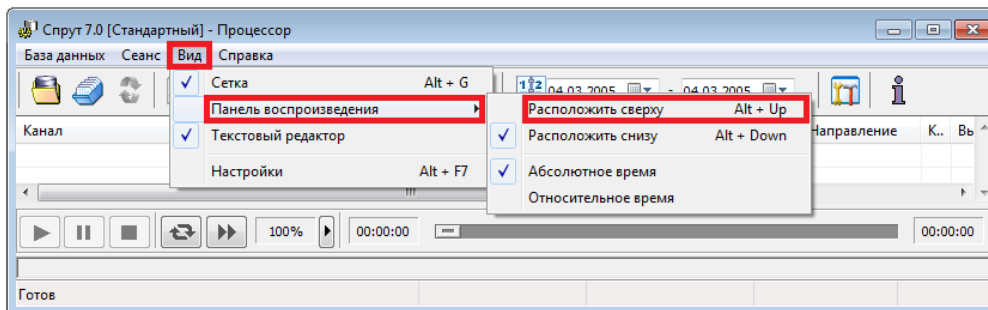 Спрут 7.0 [Стандартный] - Процессор
База данных Сеанс Вид Справка
Сетка Alt + G
04.03.2005 - 04.03.2005
Панель воспроизведения
Расположить сверху Alt + Up
Канал
Текстовый редактор
Расположить снизу Alt + Down
Направление К.. Вы
Настройки Alt + F7
Абсолютное время
Относительное время
100% 00:00:00 00:00:00
Готов